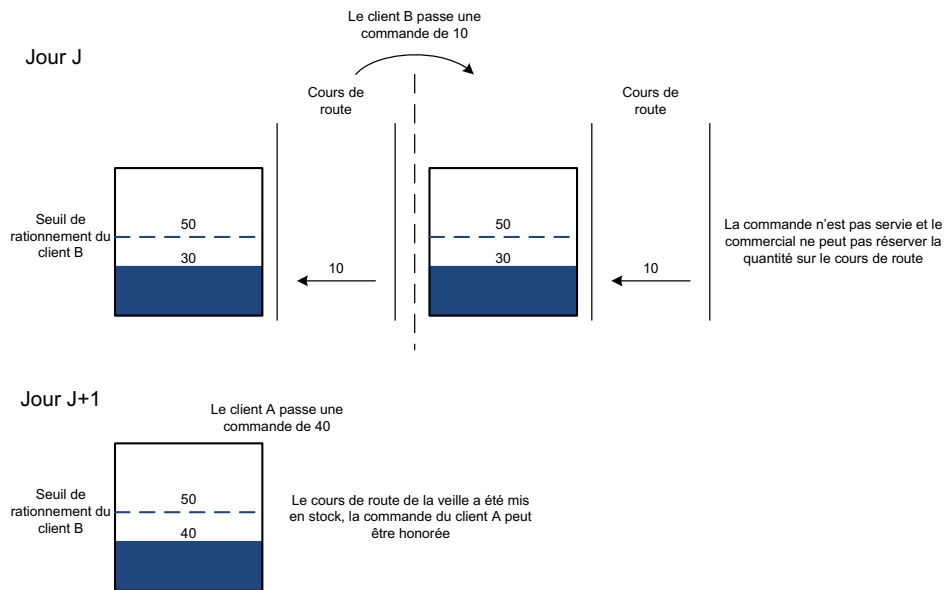 Le client B passe une
commande de 10
Jour J
Cours de
route
Cours de
route
Seuil de
rationnement du
client B
50
30
10
50
30
10
La commande n'est pas servie et le
commercial ne peut pas réserver la
quantité sur le cours de route
Jour J+1
Le client A passe une
commande de 40
Seuil de
rationnement du
client B
50
40
Le cours de route de la veille a été mis
en stock, la commande du client A peut
être honorée